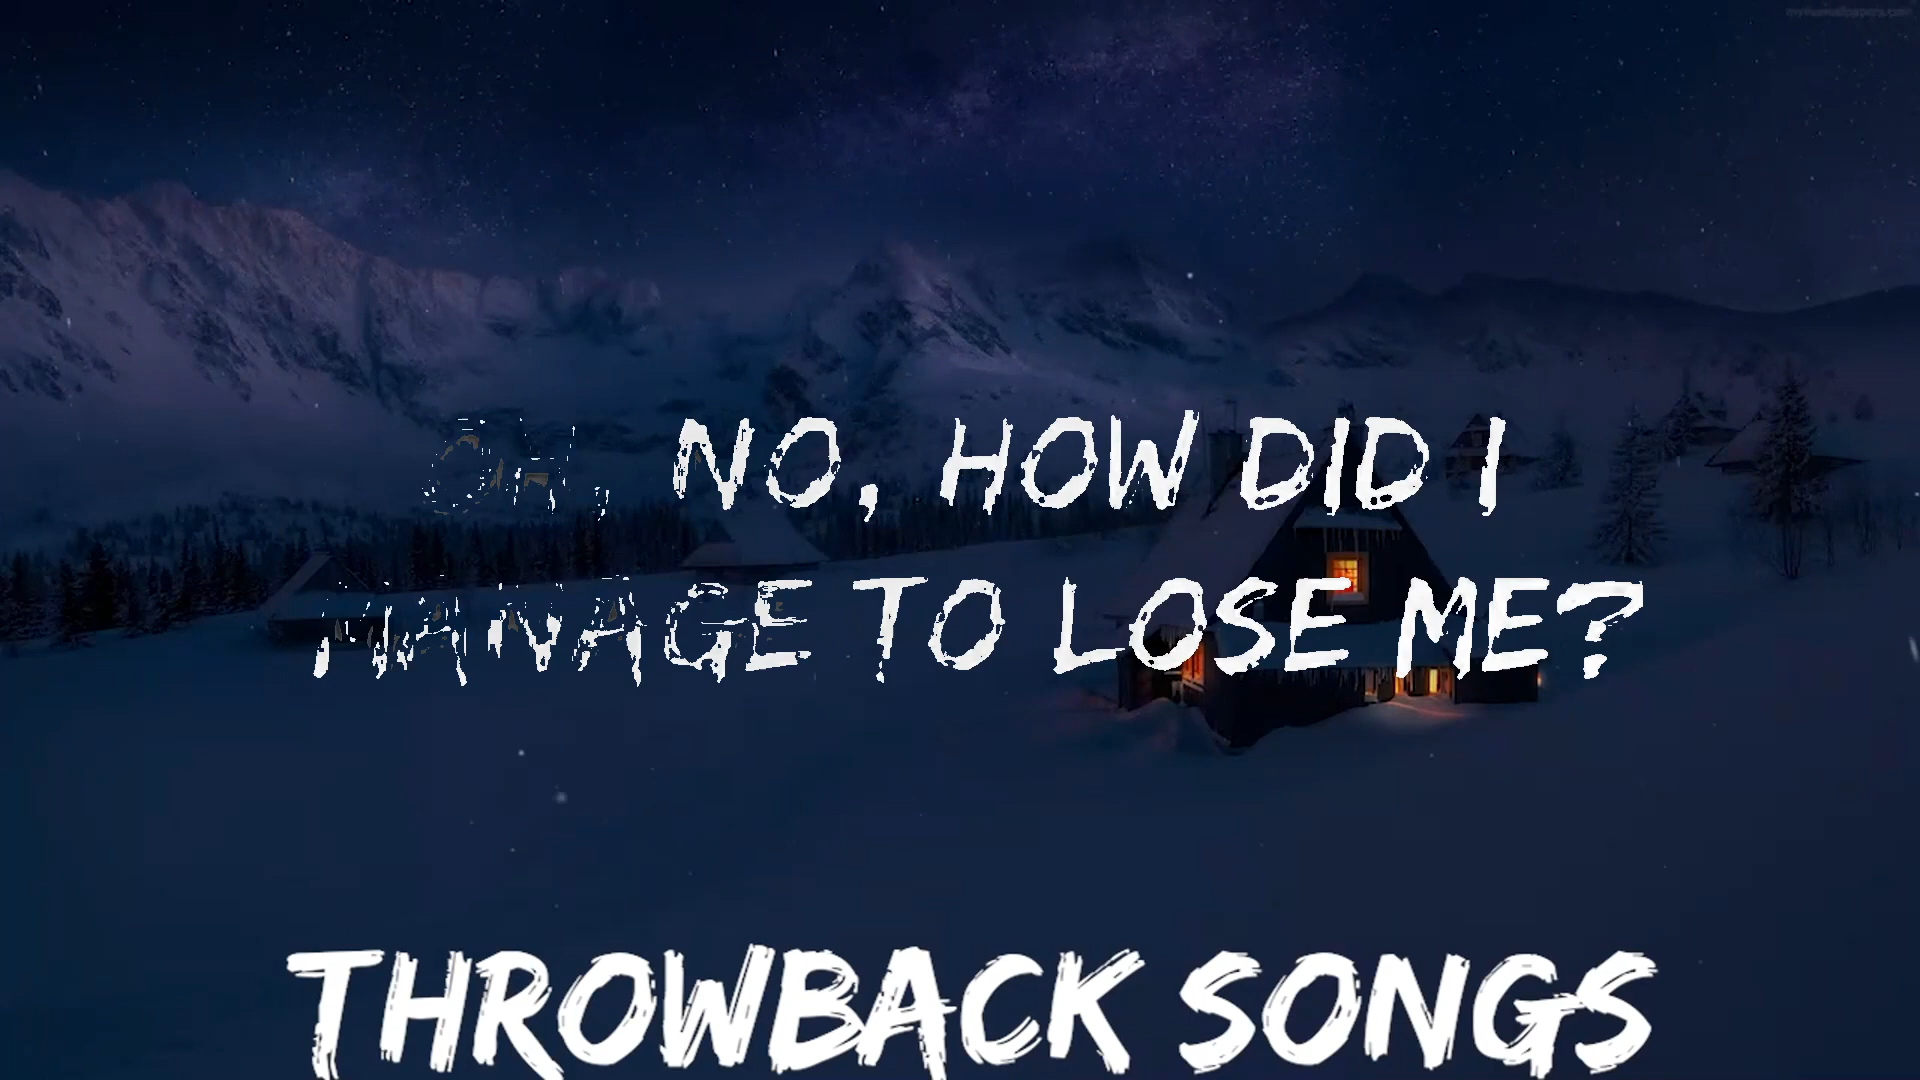 OH, NO, HOW DID I
MANAGE TO LOSE ME?
THROWBACK SONGS